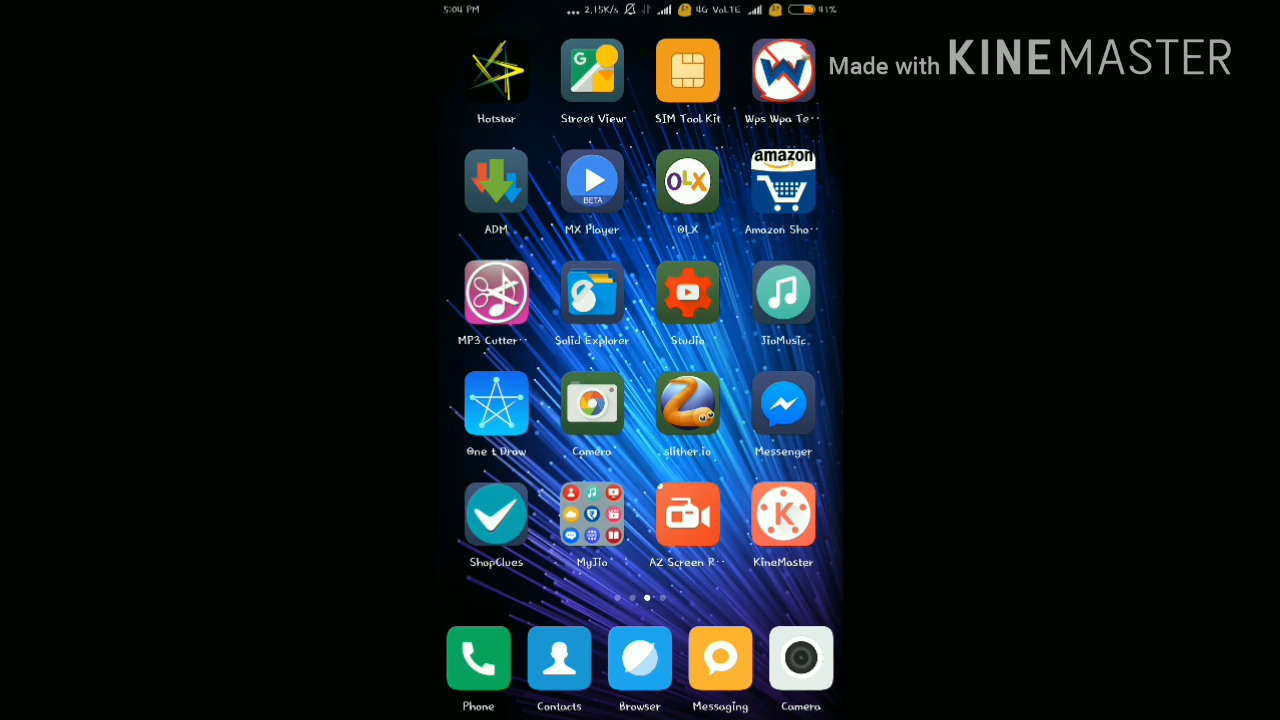 5:04 PM ... 2.15K/s 4G VoLTE 41%
Made with KINEMASTER
Hotstar Street View SIM Tool Kit Wps Wpa Te··
ADM MX Player OLX Amazon Sho··
BETA
OLX
amazon
MP3 Cutter·· Solid Explorer Studio JioMusic
One t Draw Camera slither.io Messenger
ShopClues MyJio AZ Screen R·· KineMaster
K
Phone Contacts Browser Messaging Camera